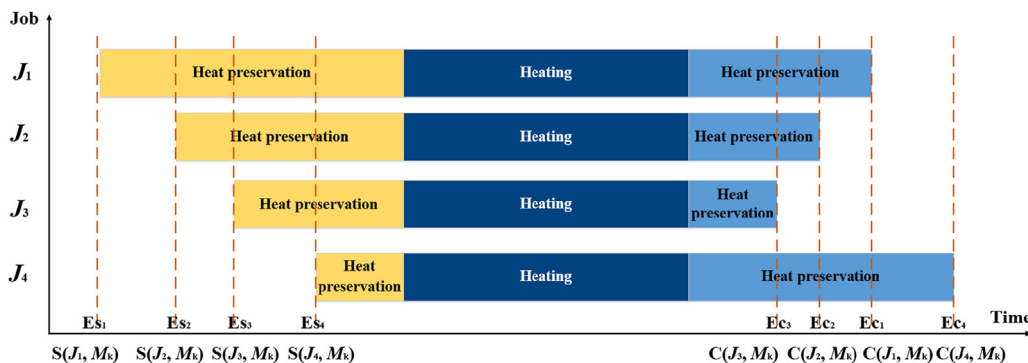 Job
J1
Heat preservation
Heating
Heat preservation
J2
Heat preservation
Heating
Heat preservation
J3
Heat preservation
Heating
Heat
preservation
J4
Heat
preservation
Heating
Heat preservation
Es1 Es2 Es3 Es4 Ec3 Ec2 Ec1 Ec4 Time
S(J1, Mk) S(J2, Mk) S(J3, Mk) S(J4, Mk) C(J3, Mk) C(J2, Mk) C(J1, Mk) C(J4, Mk)